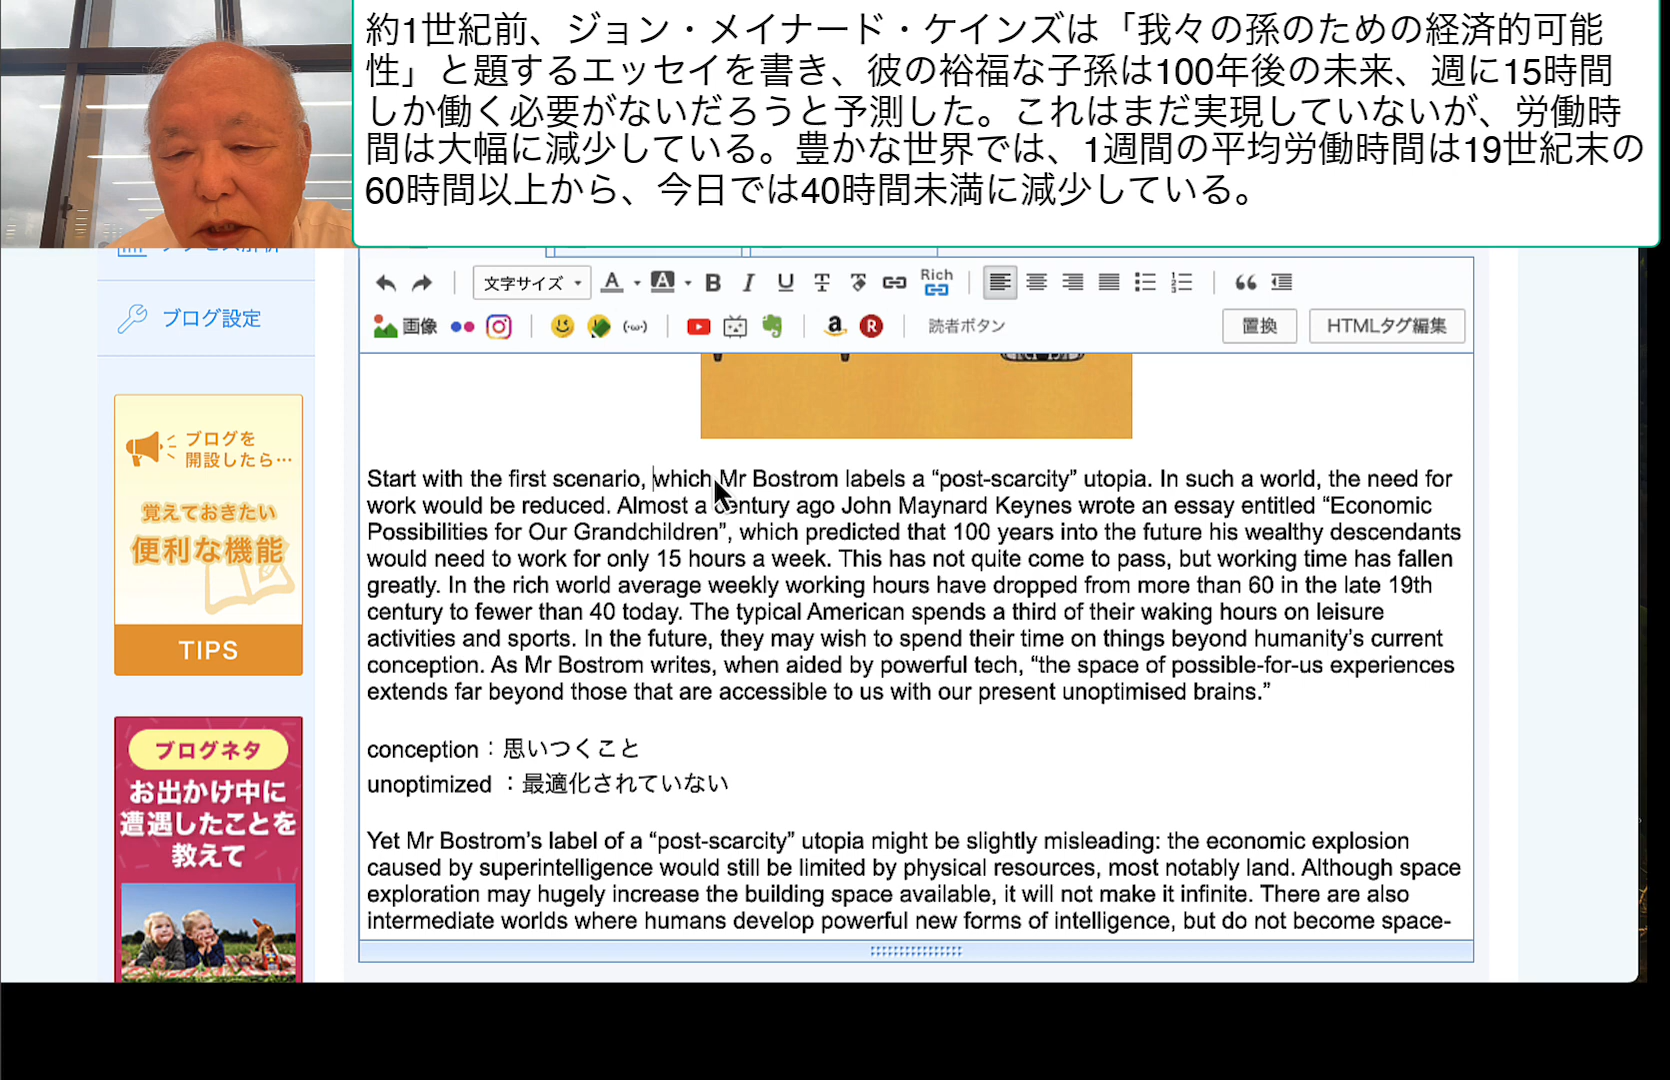 約1世紀前、ジョン・メイナード・ケインズは「我々の孫のための経済的可能
性」と題するエッセイを書き、彼の裕福な子孫は100年後の未来、週に15時間
しか働く必要がないだろうと予測した。これはまだ実現していないが、労働時
間は大幅に減少している。豊かな世界では、1週間の平均労働時間は19世紀末の
60時間以上から、今日では40時間未満に減少している。
ブログ設定
文字サイズ
Rich
画像
読者ボタン
置換
HTMLタグ編集
ブログを
開設したら…
覚えておきたい
便利な機能
TIPS
ブログネタ
お出かけ中に
遭遇したことを
教えて
Start with the first scenario, which Mr Bostrom labels a “post-scarcity” utopia. In such a world, the need for
work would be reduced. Almost a century ago John Maynard Keynes wrote an essay entitled “Economic
Possibilities for Our Grandchildren”, which predicted that 100 years into the future his wealthy descendants
would need to work for only 15 hours a week. This has not quite come to pass, but working time has fallen
greatly. In the rich world average weekly working hours have dropped from more than 60 in the late 19th
century to fewer than 40 today. The typical American spends a third of their waking hours on leisure
activities and sports. In the future, they may wish to spend their time on things beyond humanity’s current
conception. As Mr Bostrom writes, when aided by powerful tech, “the space of possible-for-us experiences
extends far beyond those that are accessible to us with our present unoptimised brains.”
conception：思いつくこと
unoptimized ：最適化されていない
Yet Mr Bostrom’s label of a “post-scarcity” utopia might be slightly misleading: the economic explosion
caused by superintelligence would still be limited by physical resources, most notably land. Although space
exploration may hugely increase the building space available, it will not make it infinite. There are also
intermediate worlds where humans develop powerful new forms of intelligence, but do not become space-